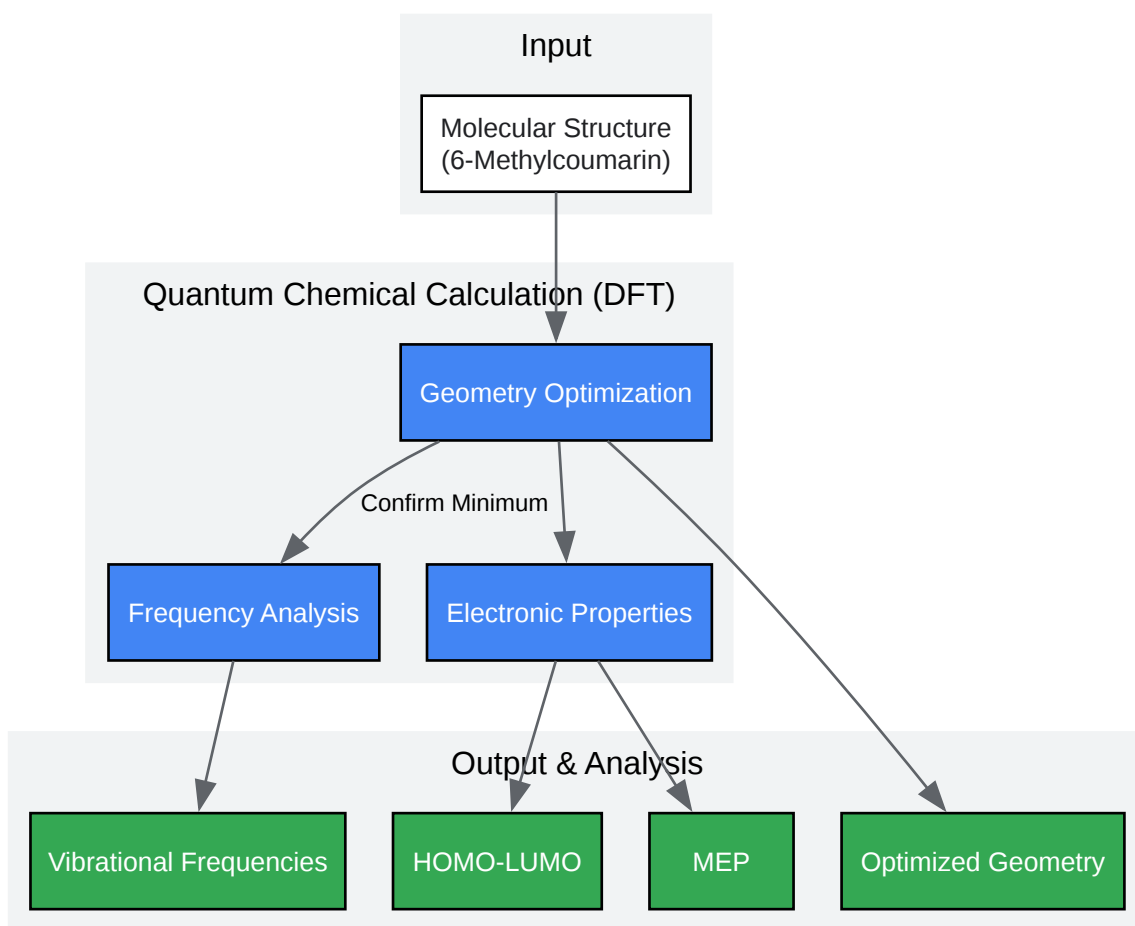 Input
Molecular Structure
(6-Methylcoumarin)
Quantum Chemical Calculation (DFT)
Geometry Optimization
Confirm Minimum
Frequency Analysis
Electronic Properties
Output & Analysis
Vibrational Frequencies
HOMO-LUMO
MEP
Optimized Geometry